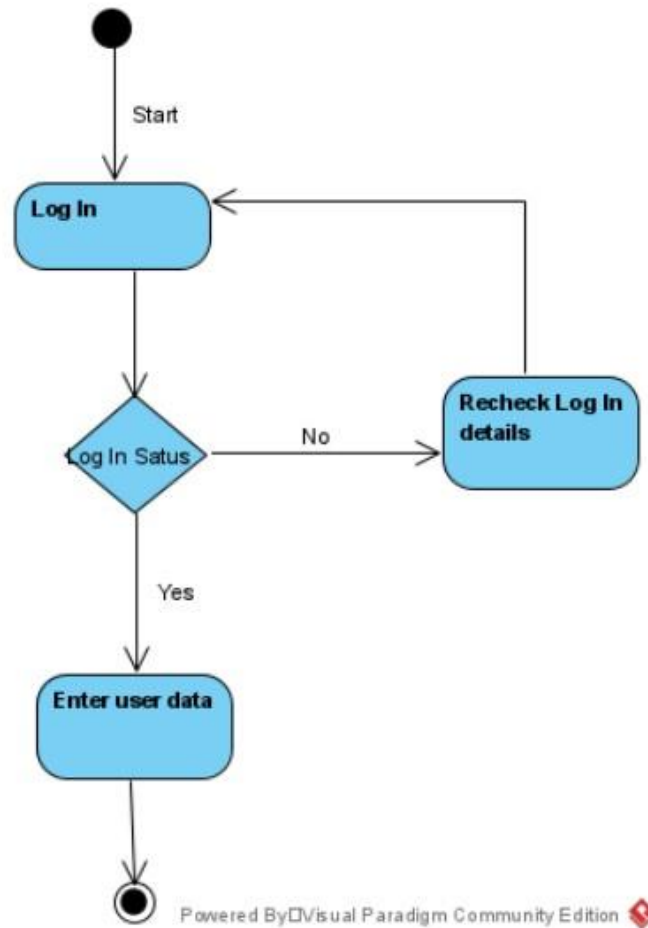 Start
Log In
Recheck Log In
details
No
Log In Satus
Yes
Enter user data
Powered By□Visual Paradigm Community Edition